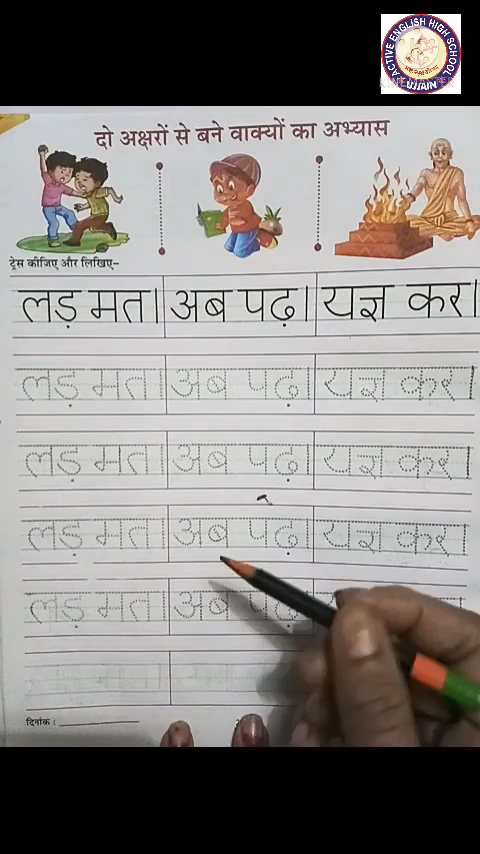 ACTIVE ENGLISH HIGH SCHOOL
UJJAIN
दो अक्षरों से बने वाक्यों का अभ्यास
ट्रेस कीजिए और लिखिए–
लड़ मत। अब पढ़। यज्ञ कर।
लड़ मत। अब पढ़। यज्ञ कर।
लड़ मत। अब पढ़। यज्ञ कर।
लड़ मत। अब पढ़। यज्ञ कर।
लड़ मत। अब पढ़।
दिनांक :